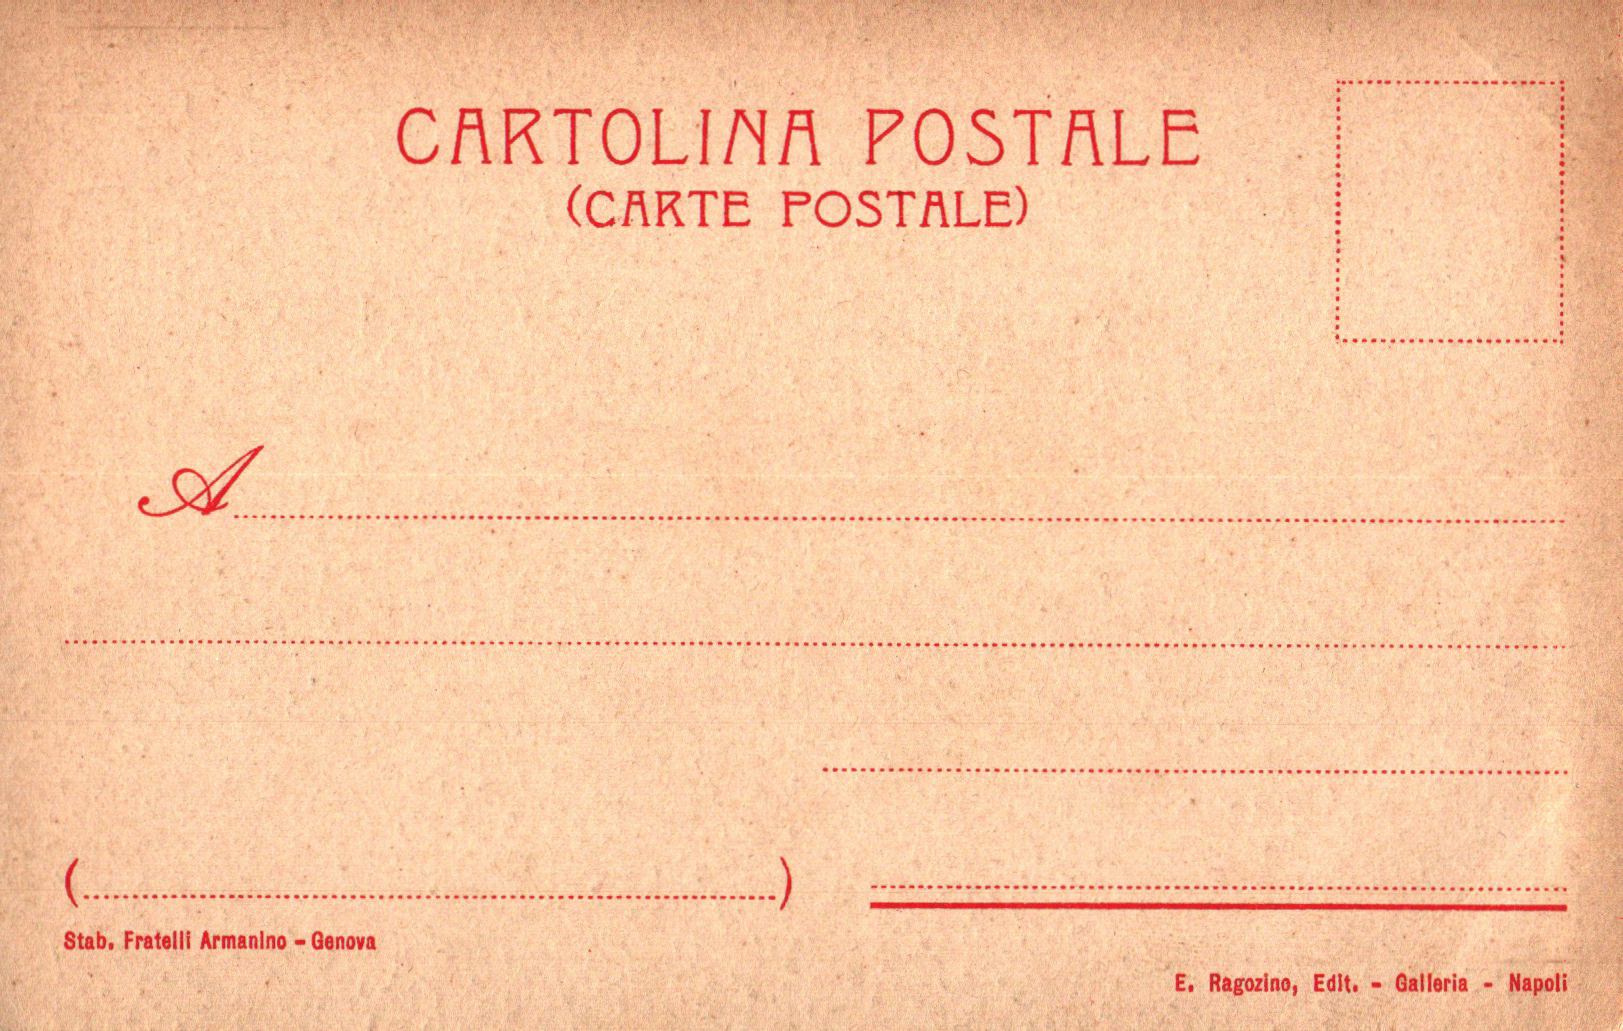 CARTOLINA POSTALE
(CARTE POSTALE)
A
( )
Stab. Fratelli Armanino - Genova
E. Ragozino, Edit. - Galleria - Napoli